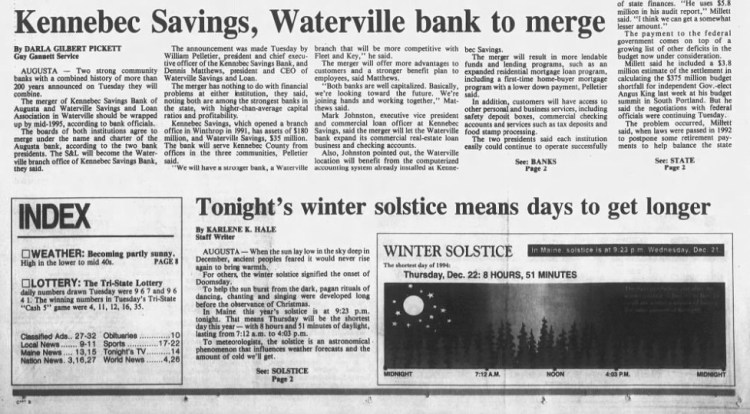 Kennebec Savings, Waterville bank to merge
By DARLA GILBERT PICKETT
Guy Gannett Service
AUGUSTA — Two strong community
banks with a combined history of more than
200 years announced on Tuesday they will
combine.
The merger of Kennebec Savings Bank of
Augusta and Waterville Savings and Loan
Association in Waterville should be wrapped
up by mid-1995, according to bank officials.
The boards of both institutions agree to
merge under the name and charter of the
Augusta bank, according to the two bank
presidents. The S&L will become the Water-
ville branch office of Kennebec Savings Bank,
they said.
The announcement was made Tuesday by
William Pelletier, president and chief execu-
tive officer of the Kennebec Savings Bank, and
Dennis Matthews, president and CEO of
Waterville Savings and Loan.
The merger has nothing to do with financial
problems at either institution, they said,
noting both are among the strongest banks in
the state, with higher-than-average capital
ratios and profitability.
Kennebec Savings, which opened a branch
office in Winthrop in 1991, has assets of $180
million, and Waterville Savings, $35 million.
The bank will serve Kennebec County from
offices in the three communities, Pelletier
said.
"We will have a stronger bank, a Waterville
branch that will be more competitive with
Fleet and Key," he said.
The merger will offer more advantages to
customers and a stronger benefit plan to
employees, said Matthews.
"Both banks are well capitalized. Basically,
we're looking toward the future. We're
joining hands and working together," Mat-
thews said.
Mark Johnston, executive vice president
and commercial loan officer at Kennebec
Savings, said the merger will let the Waterville
bank expand its commercial real-estate loan
business and checking accounts.
Also, Johnston pointed out, the Waterville
location will benefit from the computerized
accounting system already installed at Kenne-
bec Savings.
The merger will result in more lendable
funds and lending programs, such as an
expanded residential mortgage loan program,
including a first-time home-buyer mortgage
program with a lower down payment, Pelletier
said.
In addition, customers will have access to
other personal and business services, including
safety deposit boxes, commercial checking
accounts and services such as tax deposits and
food stamp processing.
The two presidents said each institution
easily could continue to operate successfully
See: BANKS
Page 2
of state finances. "He uses $5.8
million in his audit report," Millett
said. "I think we can get a somewhat
lesser amount."
The payment to the federal
government comes on top of a
growing list of other deficits in the
budget now under consideration.
Millett said he included a $3.8
million estimate of the settlement in
calculating the $375 million budget
shortfall for independent Gov.-elect
Angus King last week at his budget
summit in South Portland. But he
said the negotiations with federal
officials were continuing Tuesday.
The problem occurred, Millett
said, when laws were passed in 1992
to postpone some retirement pay-
ments to help balance the state
See: STATE
Page 2
INDEX
WEATHER: Becoming partly sunny.
High in the lower to mid 40s. PAGE 8
LOTTERY: The Tri-State Lottery
daily numbers drawn Tuesday were 9 6 7 and 9 6
4 1. The winning numbers in Tuesday's Tri-State
"Cash 5" game were 4, 11, 12, 16, 35.
Classified Ads.. 27-32 Obituaries ............10
Local News ....... 9-11 Sports .............17-22
Maine News .... 13,15 Tonight's TV........14
Nation News. 3,16,27 World News ......4,26
Tonight's winter solstice means days to get longer
By KARLENE K. HALE
Staff Writer
AUGUSTA — When the sun lay low in the sky deep in
December, ancient peoples feared it would never rise
again to bring warmth.
For others, the winter solstice signified the onset of
Doomsday.
To help the sun burst from the dark, pagan rituals of
dancing, chanting and singing were developed long
before the observance of Christmas.
In Maine this year's solstice is at 9:23 p.m.
tonight. That means Thursday will be the shortest
day this year — with 8 hours and 51 minutes of daylight,
lasting from 7:12 a.m. to 4:03 p.m.
To meteorologists, the solstice is an astronomical
phenomenon that influences weather forecasts and the
amount of cold we'll get.
See: SOLSTICE
Page 2
WINTER SOLSTICE
In Maine solstice is at 9:23 p.m. Wednesday, Dec. 21.
The shortest day of 1994:
Thursday, Dec. 22: 8 HOURS, 51 MINUTES
MIDNIGHT 7:12 A.M. NOON 4:03 P.M. MIDNIGHT